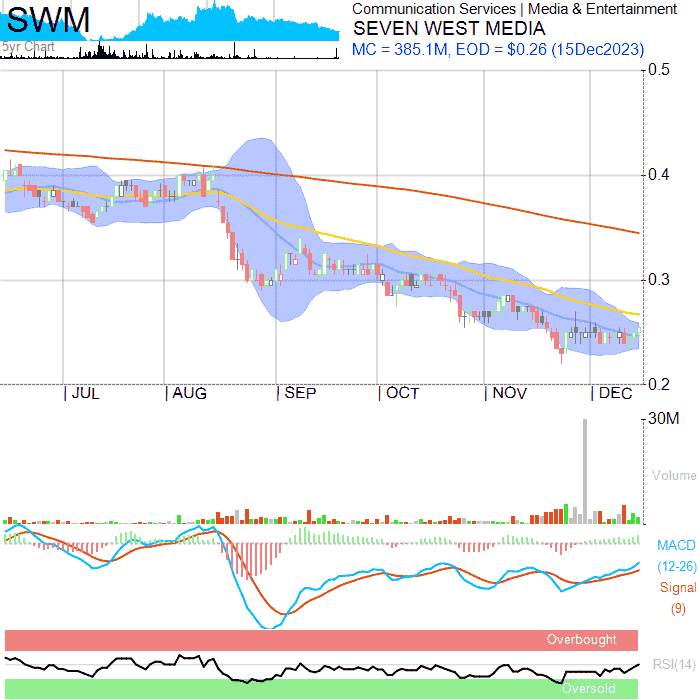 SWM
5yr Chart
Communication Services | Media & Entertainment
SEVEN WEST MEDIA
MC = 385.1M, EOD = $0.26 (15Dec2023)
0.5
0.4
0.3
0.2
JUL AUG SEP OCT NOV DEC
30M
Volume
MACD
(12-26)
Signal
(9)
Overbought
RSI(14)
Oversold